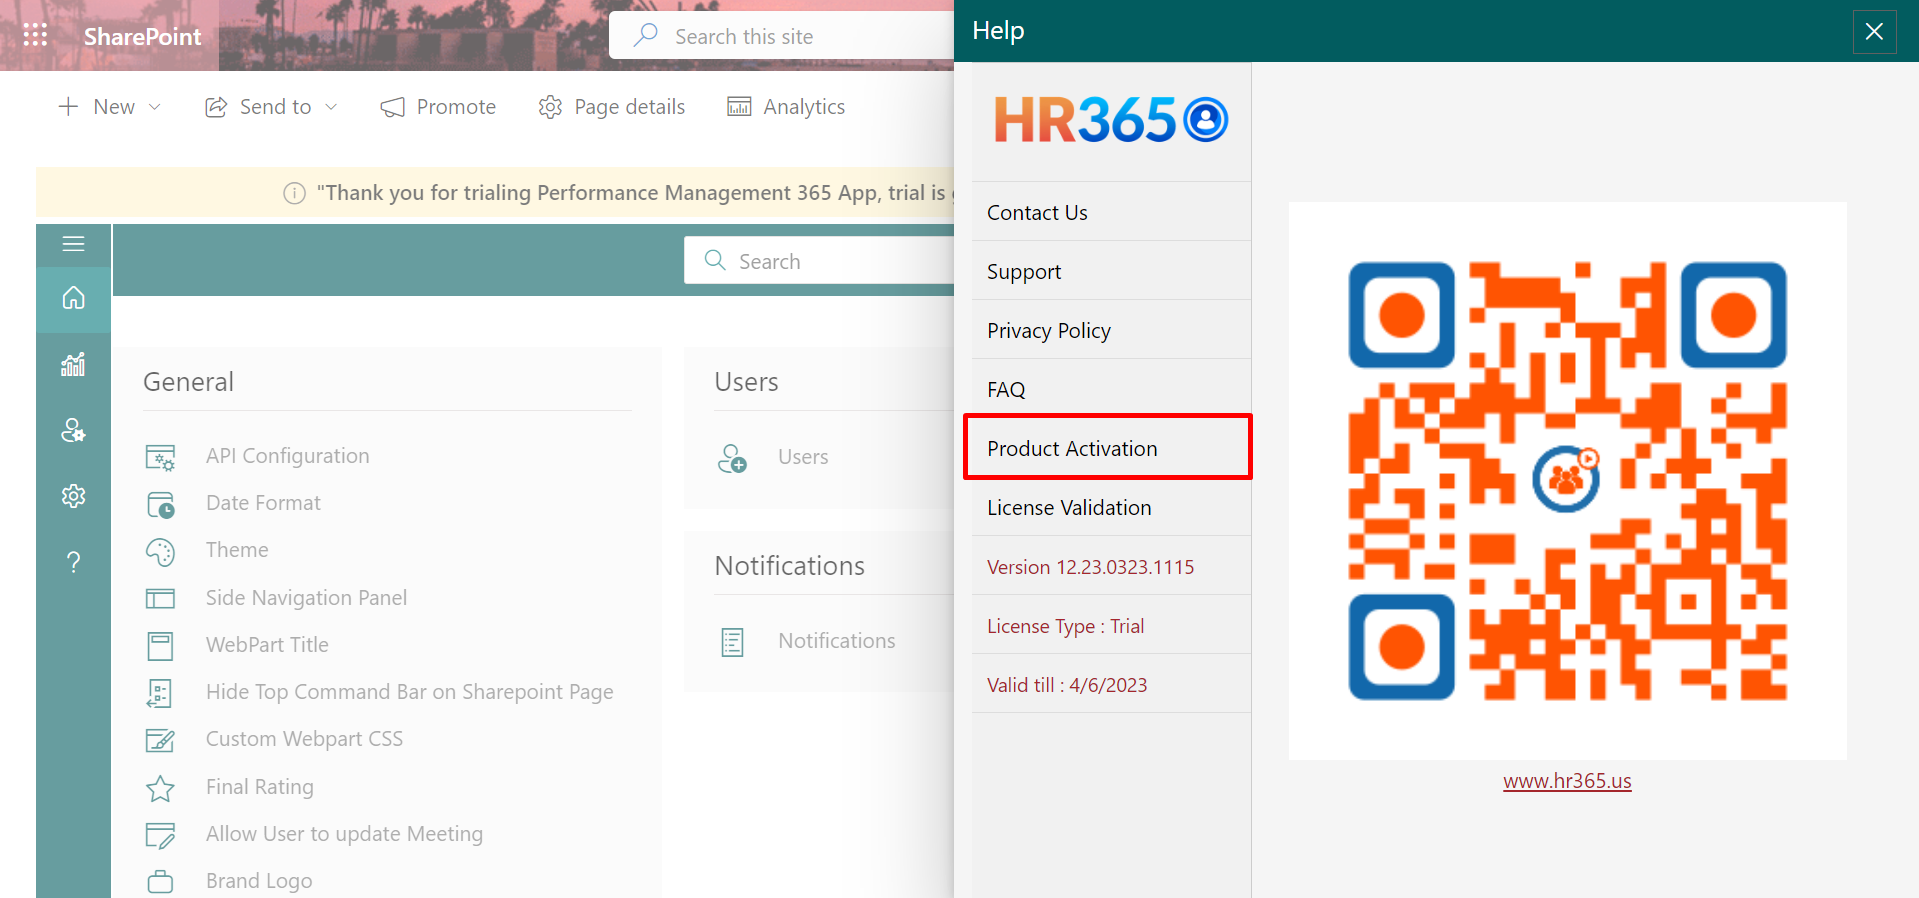 SharePoint
Search this site
New
Send to
Promote
Page details
Analytics
"Thank you for trialing Performance Management 365 App, trial is
Search
General
API Configuration
Date Format
Theme
Side Navigation Panel
WebPart Title
Hide Top Command Bar on Sharepoint Page
Custom Webpart CSS
Final Rating
Allow User to update Meeting
Brand Logo
Users
Users
Notifications
Notifications
Help
HR365
Contact Us
Support
Privacy Policy
FAQ
Product Activation
License Validation
Version 12.23.0323.1115
License Type : Trial
Valid till : 4/6/2023
www.hr365.us